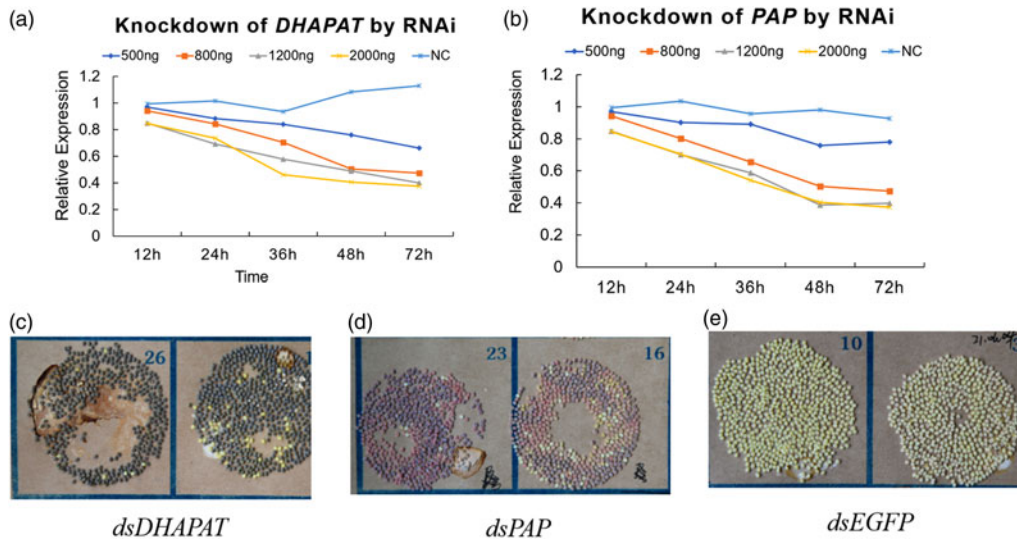 (a)
Knockdown of DHAPAT by RNAi
500ng 800ng 1200ng 2000ng NC
1.2
1
0.8
0.6
0.4
0.2
0
Relative Expression
12h 24h 36h 48h 72h
Time
(b)
Knockdown of PAP by RNAi
500ng 800ng 1200ng 2000ng NC
1.2
1
0.8
0.6
0.4
0.2
0
Relative Expression
12h 24h 36h 48h 72h
(c)
26
dsDHAPAT
(d)
23
16
dsPAP
(e)
10
dsEGFP